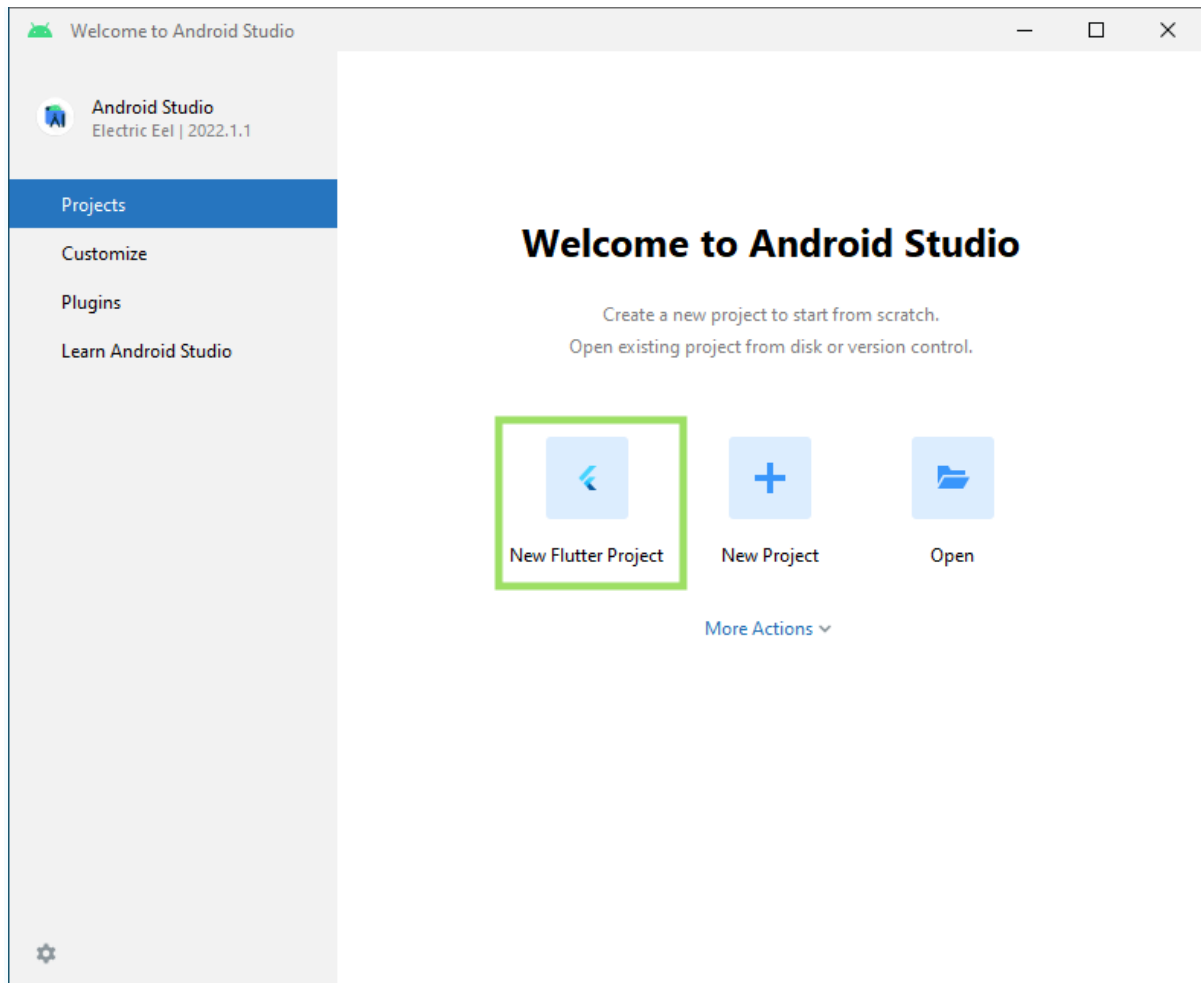 Welcome to Android Studio
Android Studio
Electric Eel | 2022.1.1
Projects
Customize
Plugins
Learn Android Studio
Welcome to Android Studio
Create a new project to start from scratch.
Open existing project from disk or version control.
New Flutter Project
New Project
Open
More Actions